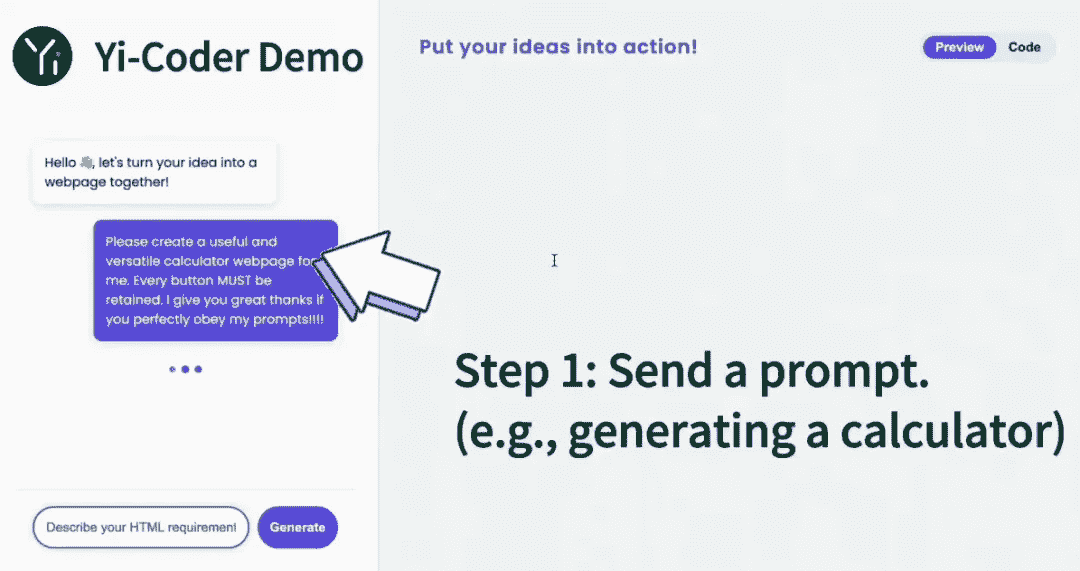 Yi
Yi-Coder Demo
Put your ideas into action!
Preview
Code
Hello 👋, let's turn your idea into a
webpage together!
Please create a useful and
versatile calculator webpage for
me. Every button MUST be
retained. I give you great thanks if
you perfectly obey my prompts!!!!
Step 1: Send a prompt.
(e.g., generating a calculator)
Describe your HTML requirement
Generate